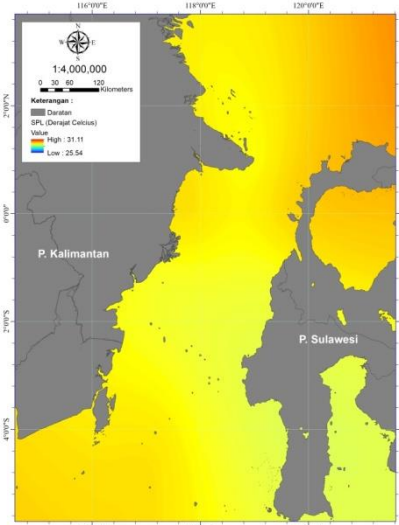 116°0'0"E 118°0'0"E 120°0'0"E
N
W E
S
1:4,000,000
0 30 60 120
Kilometers
Keterangan :
Daratan
SPL (Derajat Celcius)
Value
High : 31.11
Low : 25.54
2°0'0"N
0°0'0"
P. Kalimantan
2°0'0"S
P. Sulawesi
4°0'0"S